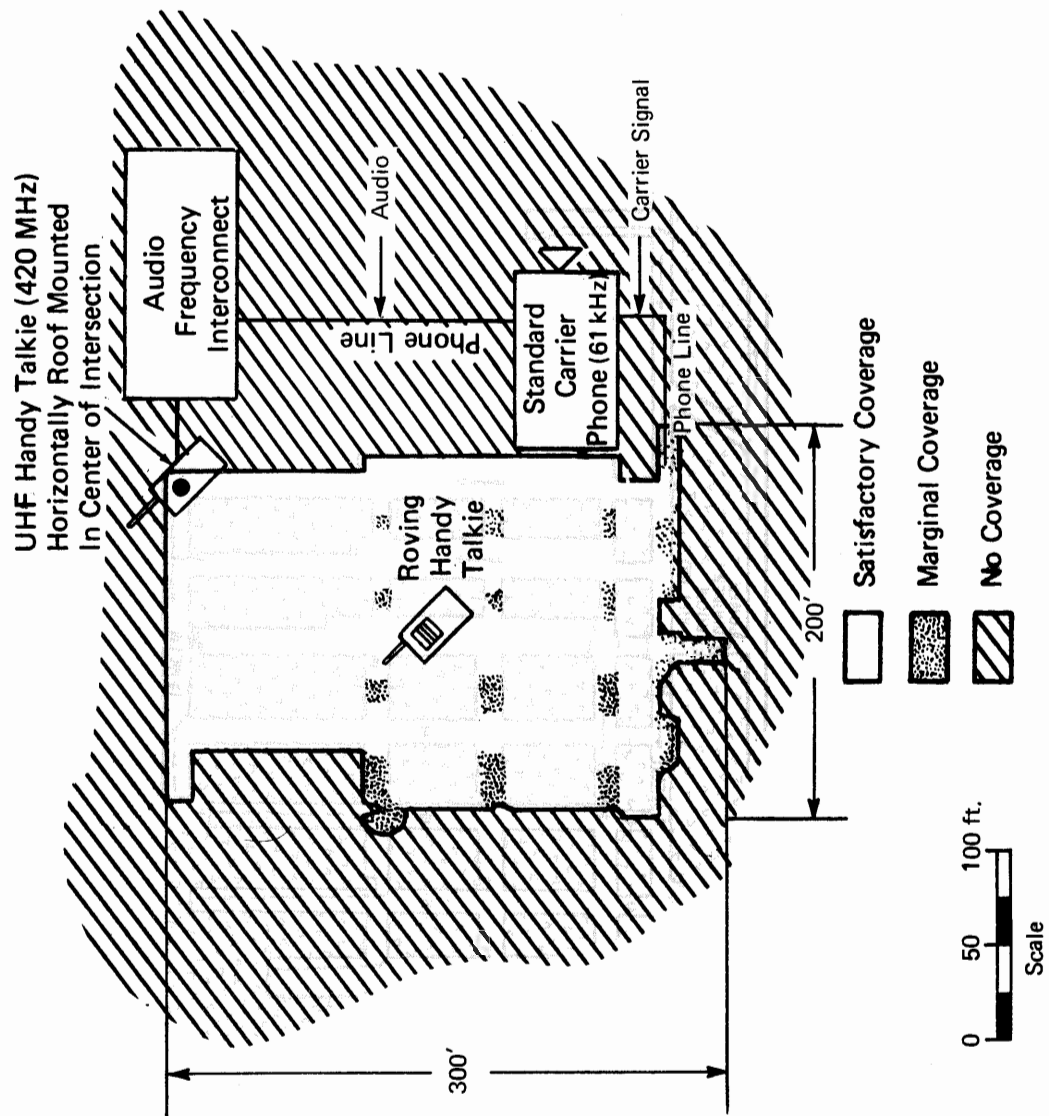 UHF Handy Talkie (420 MHz)
Horizontally Roof Mounted
In Center of Intersection
Audio
Frequency
Interconnect
Audio
Phone Line
Standard
Carrier
Phone (61 kHz)
Carrier Signal
Phone Line
Roving
Handy
Talkie
200'
300'
Satisfactory Coverage
Marginal Coverage
No Coverage
0 50 100 ft.
Scale